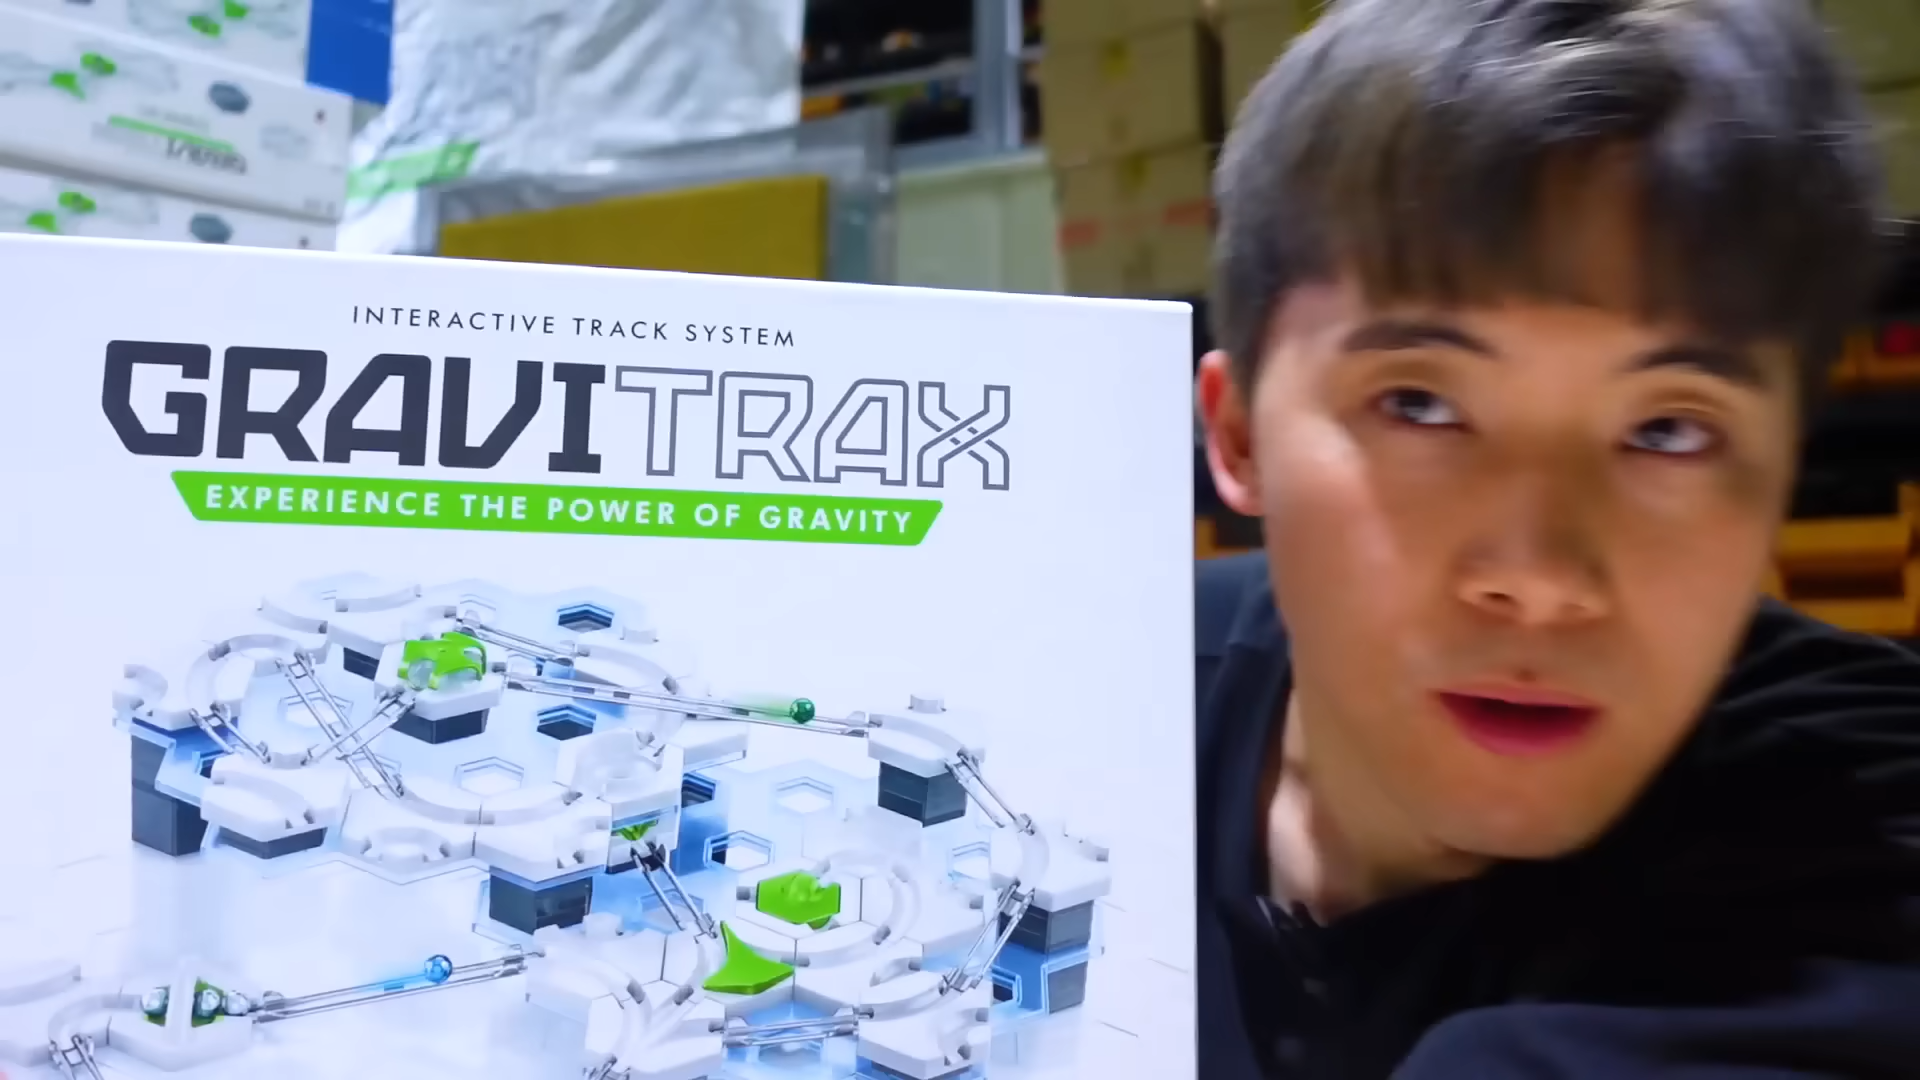 INTERACTIVE TRACK SYSTEM
GRAVITRAX
EXPERIENCE THE POWER OF GRAVITY